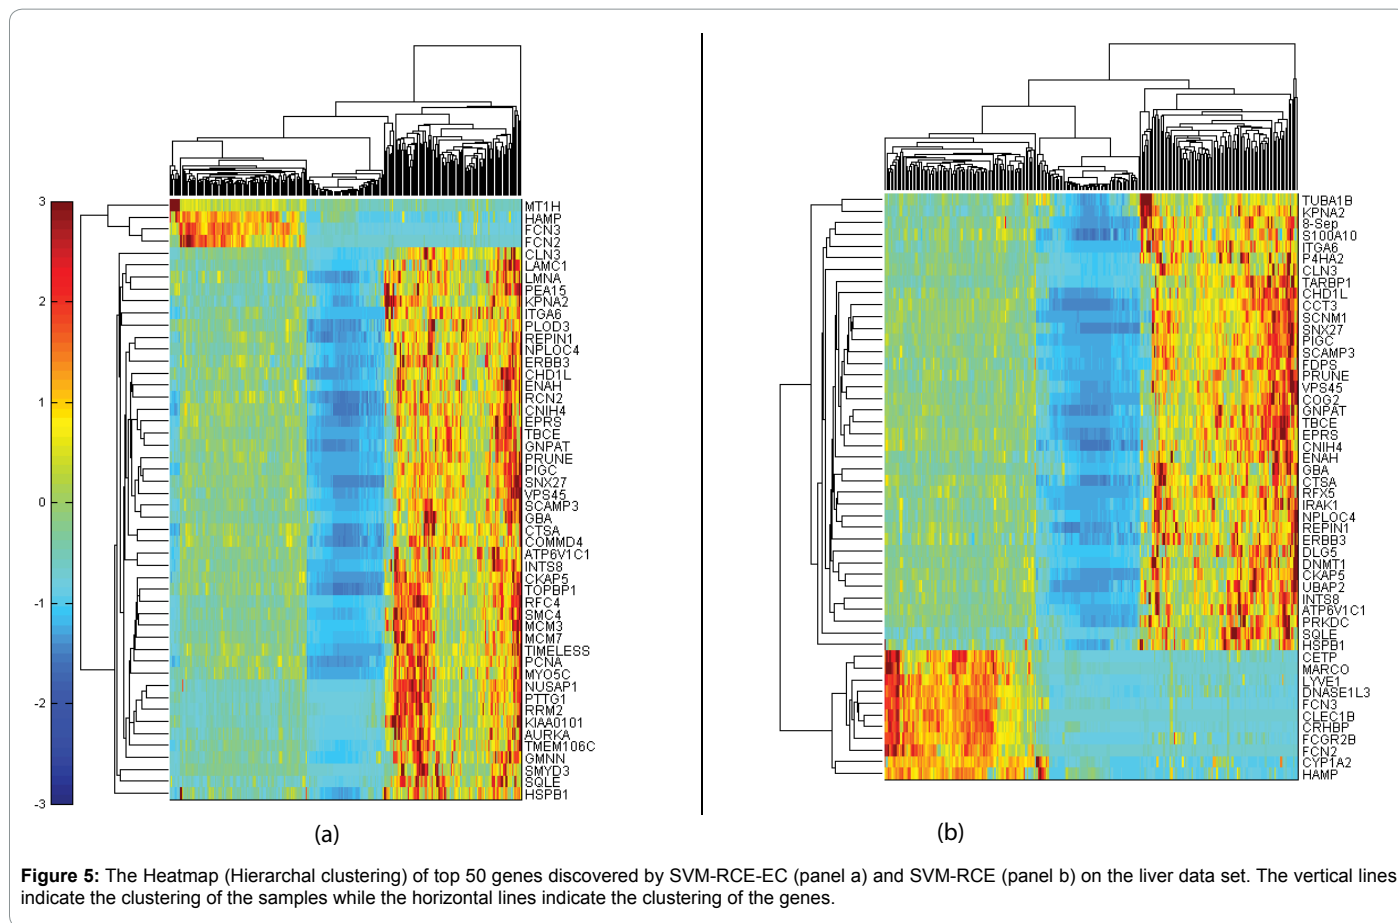 3
2
1
0
-1
-2
-3
MT1H
HAMP
FCN3
FCN2
CLN3
LAMC1
LMNA
PEA15
KPNA2
ITGA6
PLOD3
REPIN1
NPLOC4
ERBB3
CHD1L
ENAH
RCN2
CNIH4
EPRS
TBCE
GNPAT
PRUNE
PIGC
SNX27
VPS45
SCAMP3
GBA
CTSA
COMMD4
ATP6V1C1
INTS8
CKAP5
TOPBP1
RFC4
SMC4
MCM3
MCM7
TIMELESS
PCNA
MYO5C
NUSAP1
PTTG1
RRM2
KIAA0101
AURKA
TMEM106C
GMNN
SMYD3
SQLE
HSPB1
(a)
TUBA1B
KPNA2
8-Sep
S100A10
ITGA6
P4HA2
CLN3
TARBP1
CHD1L
CCT3
SCNM1
SNX27
PIGC
SCAMP3
FDPS
PRUNE
VPS45
COG2
GNPAT
TBCE
EPRS
CNIH4
ENAH
GBA
CTSA
RFX5
IRAK1
NPLOC4
REPIN1
ERBB3
DLG5
DNMT1
CKAP5
UBAP2
INTS8
ATP6V1C1
PRKDC
SQLE
HSPB1
CETP
MARCO
LYVE1
DNASE1L3
FCN3
CLEC1B
CRHBP
FCGR2B
FCN2
CYP1A2
HAMP
(b)
Figure 5: The Heatmap (Hierarchal clustering) of top 50 genes discovered by SVM-RCE-EC (panel a) and SVM-RCE (panel b) on the liver data set. The vertical lines
indicate the clustering of the samples while the horizontal lines indicate the clustering of the genes.